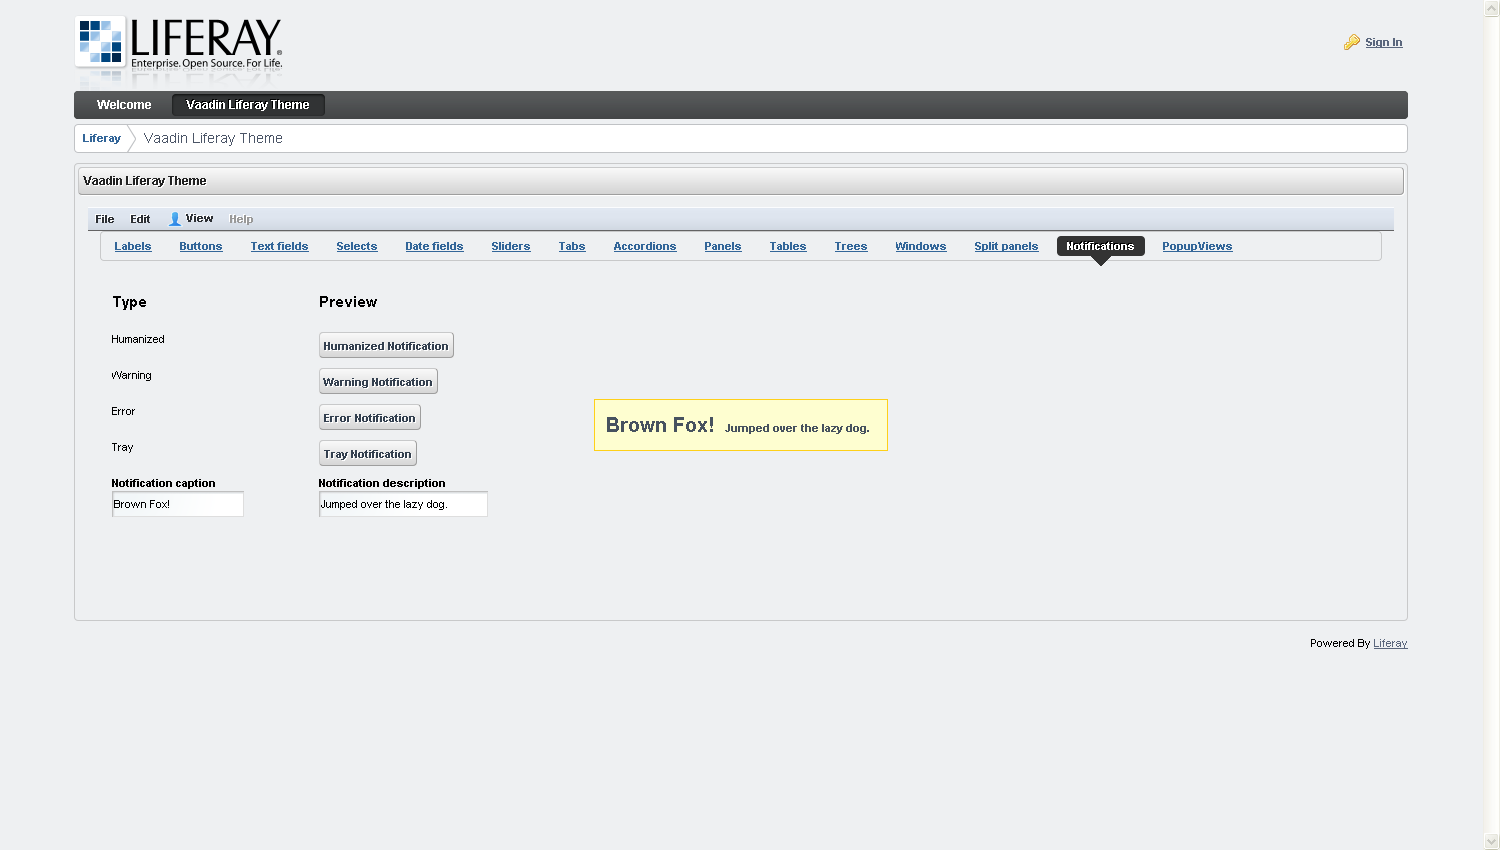 LIFERAY.
Enterprise. Open Source. For Life.
Sign In
Welcome Vaadin Liferay Theme
Liferay Vaadin Liferay Theme
Vaadin Liferay Theme
File Edit View Help
Labels Buttons Text fields Selects Date fields Sliders Tabs Accordions Panels Tables Trees Windows Split panels Notifications PopupViews
Type Preview
Humanized Humanized Notification
Warning Warning Notification
Error Error Notification
Brown Fox! Jumped over the lazy dog.
Tray Tray Notification
Notification caption Notification description
Brown Fox! Jumped over the lazy dog.
Powered By Liferay